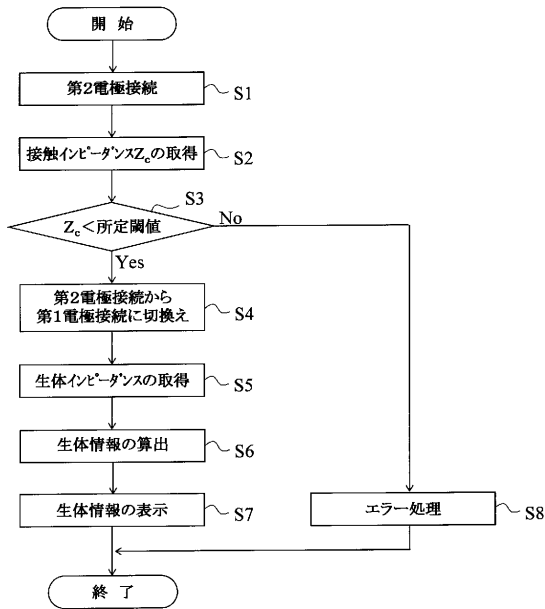 開 始
第2電極接続
S1
接触インピーダンスZcの取得
S2
S3
Zc<所定閾値
No
Yes
第2電極接続から
第1電極接続に切換え
S4
生体インピーダンスの取得
S5
生体情報の算出
S6
生体情報の表示
S7
エラー処理
S8
終 了